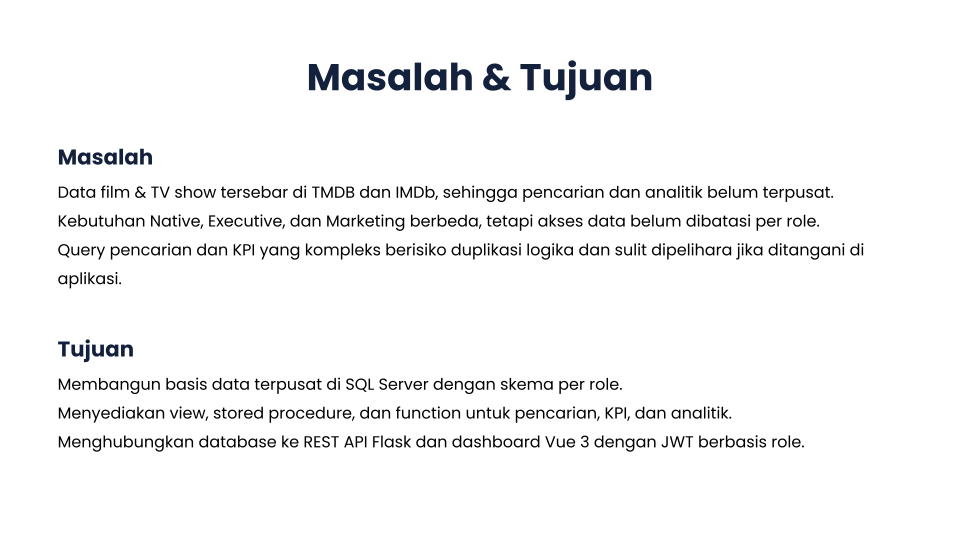 Masalah & Tujuan
Masalah
Data film & TV show tersebar di TMDB dan IMDb, sehingga pencarian dan analitik belum terpusat.
Kebutuhan Native, Executive, dan Marketing berbeda, tetapi akses data belum dibatasi per role.
Query pencarian dan KPI yang kompleks berisiko duplikasi logika dan sulit dipelihara jika ditangani di
aplikasi.
Tujuan
Membangun basis data terpusat di SQL Server dengan skema per role.
Menyediakan view, stored procedure, dan function untuk pencarian, KPI, dan analitik.
Menghubungkan database ke REST API Flask dan dashboard Vue 3 dengan JWT berbasis role.